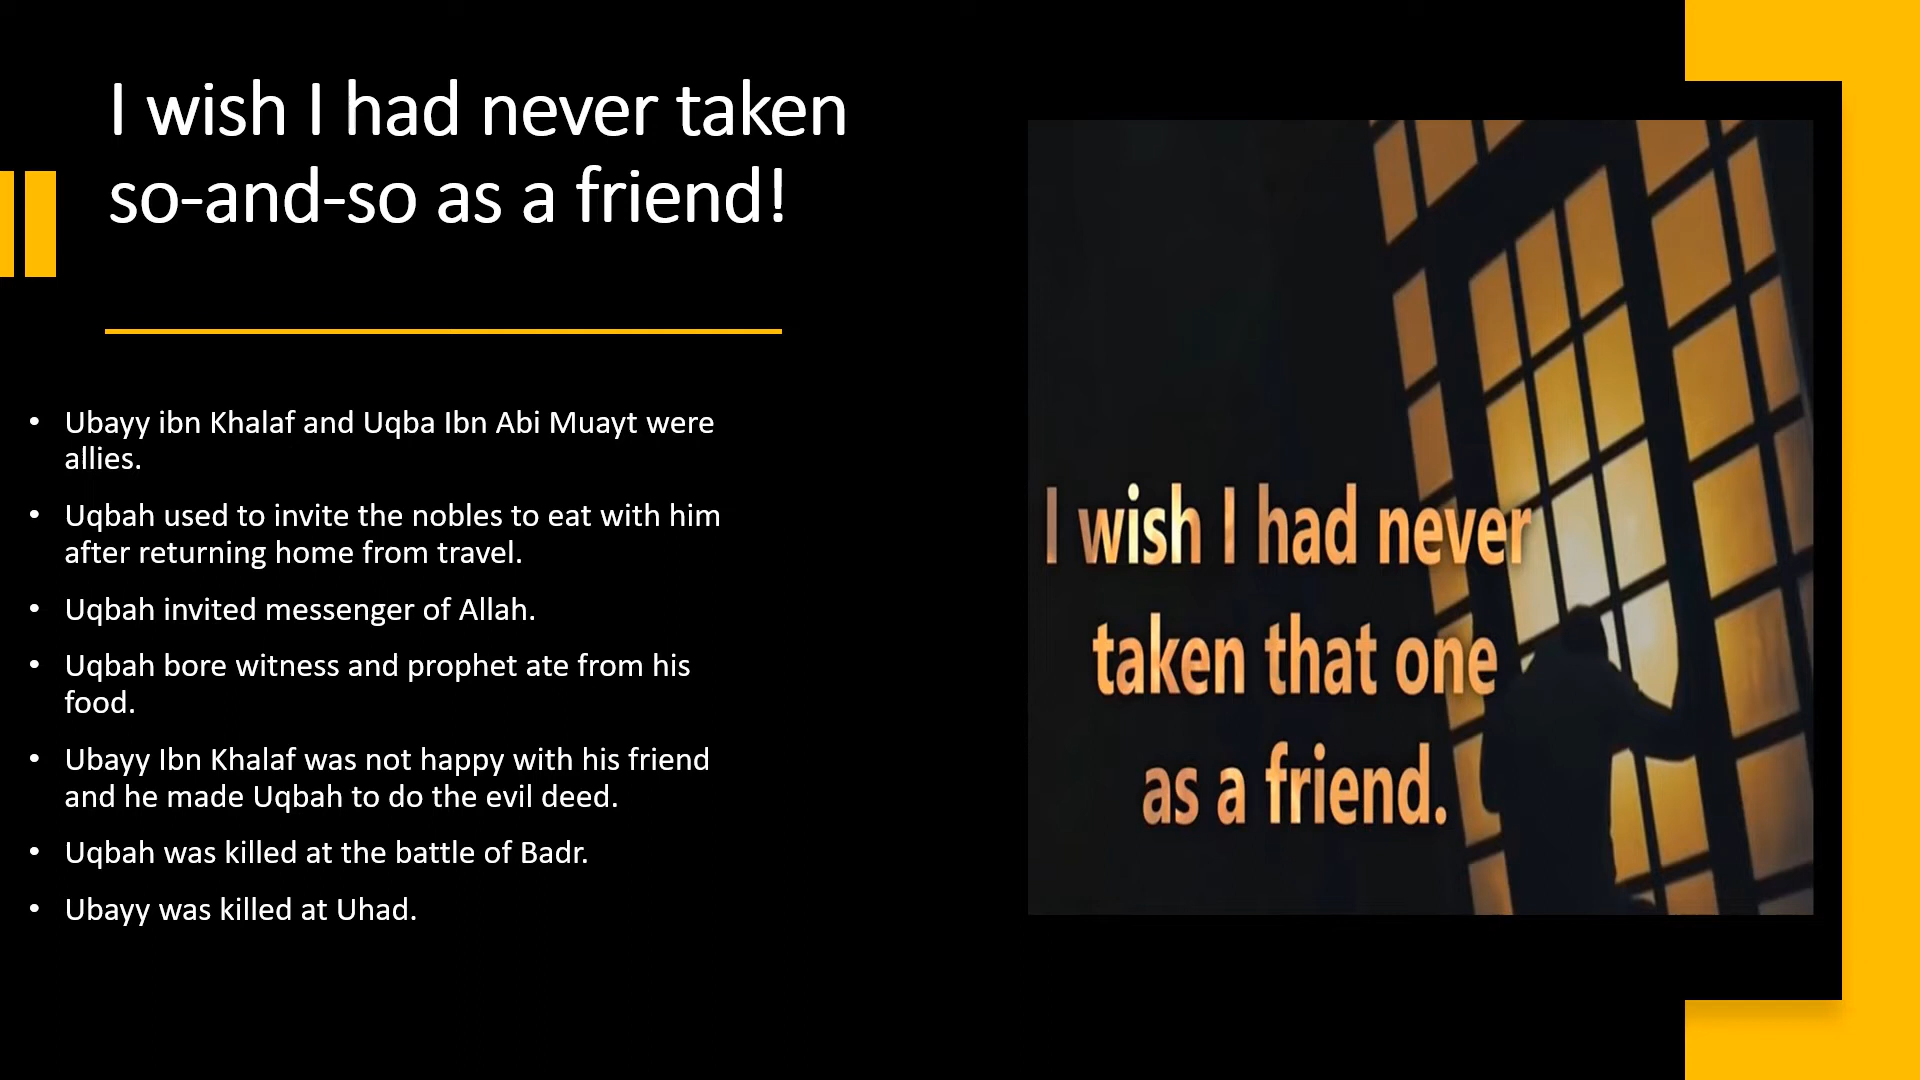 I wish I had never taken
so-and-so as a friend!
• Ubayy ibn Khalaf and Uqba Ibn Abi Muayt were
allies.
• Uqbah used to invite the nobles to eat with him
after returning home from travel.
• Uqbah invited messenger of Allah.
• Uqbah bore witness and prophet ate from his
food.
• Ubayy Ibn Khalaf was not happy with his friend
and he made Uqbah to do the evil deed.
• Uqbah was killed at the battle of Badr.
• Ubayy was killed at Uhad.
I wish I had never
taken that one
as a friend.